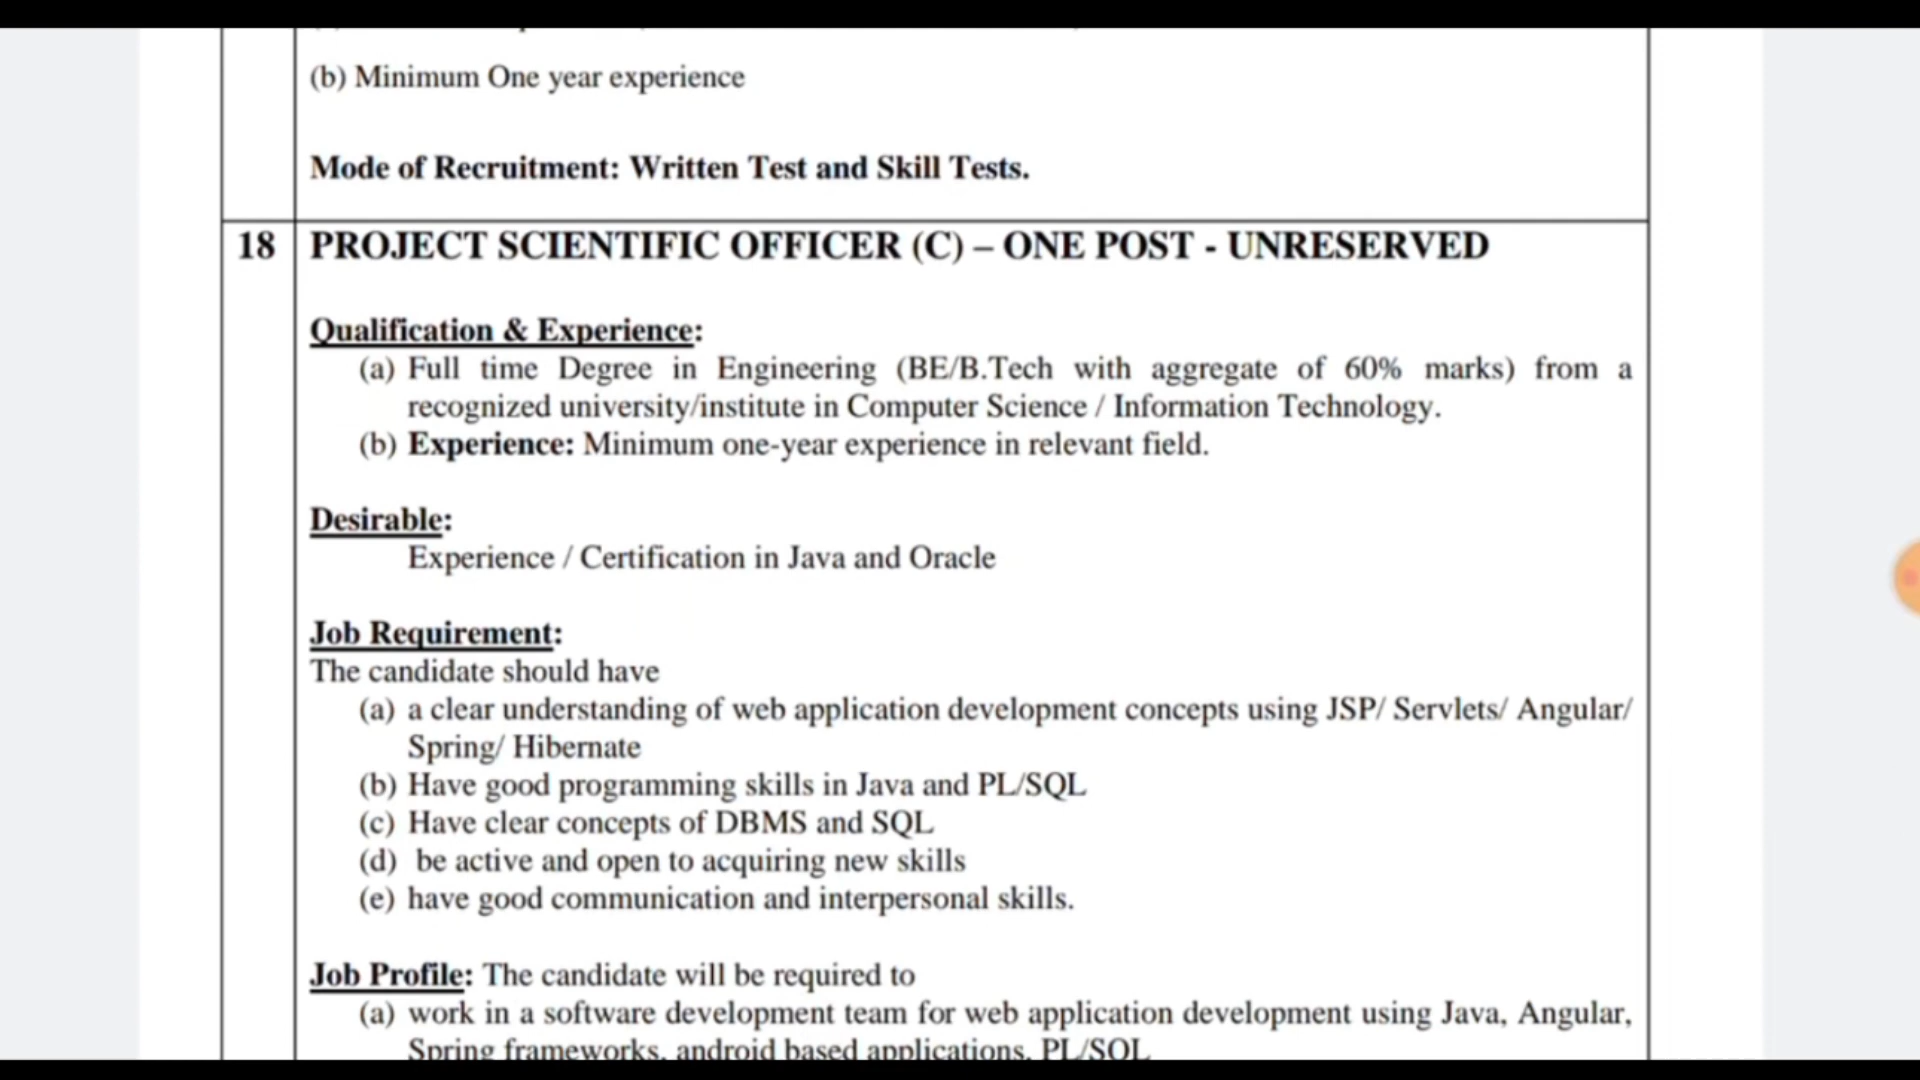 (b) Minimum One year experience
Mode of Recruitment: Written Test and Skill Tests.
18 PROJECT SCIENTIFIC OFFICER (C) – ONE POST - UNRESERVED
Qualification & Experience:
(a) Full time Degree in Engineering (BE/B.Tech with aggregate of 60% marks) from a
recognized university/institute in Computer Science / Information Technology.
(b) Experience: Minimum one-year experience in relevant field.
Desirable:
Experience / Certification in Java and Oracle
Job Requirement:
The candidate should have
(a) a clear understanding of web application development concepts using JSP/ Servlets/ Angular/
Spring/ Hibernate
(b) Have good programming skills in Java and PL/SQL
(c) Have clear concepts of DBMS and SQL
(d) be active and open to acquiring new skills
(e) have good communication and interpersonal skills.
Job Profile: The candidate will be required to
(a) work in a software development team for web application development using Java, Angular,
Spring frameworks, android based applications, PL/SQL